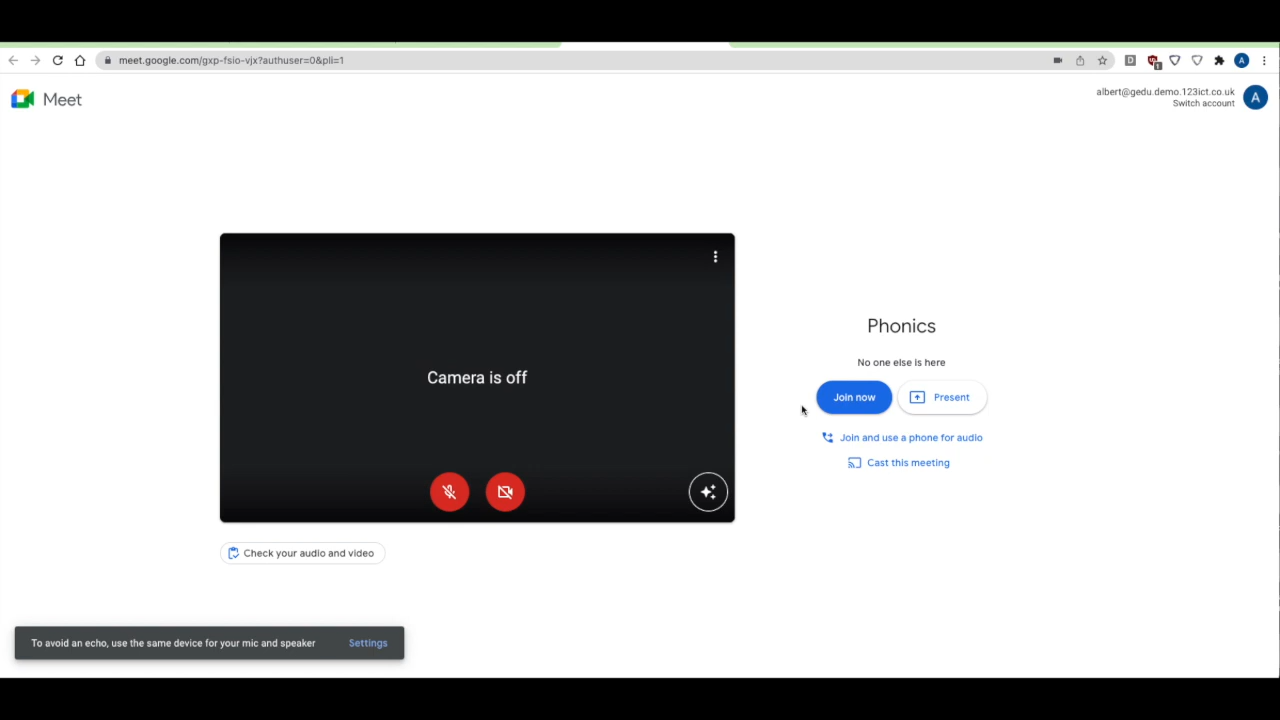 meet.google.com/gxp-fsio-vjx?authuser=0&pli=1
D
1
A
Meet
albert@gedu.demo.123ict.co.uk
Switch account
A
Camera is off
Phonics
No one else is here
Join now
Present
Join and use a phone for audio
Cast this meeting
Check your audio and video
To avoid an echo, use the same device for your mic and speaker
Settings